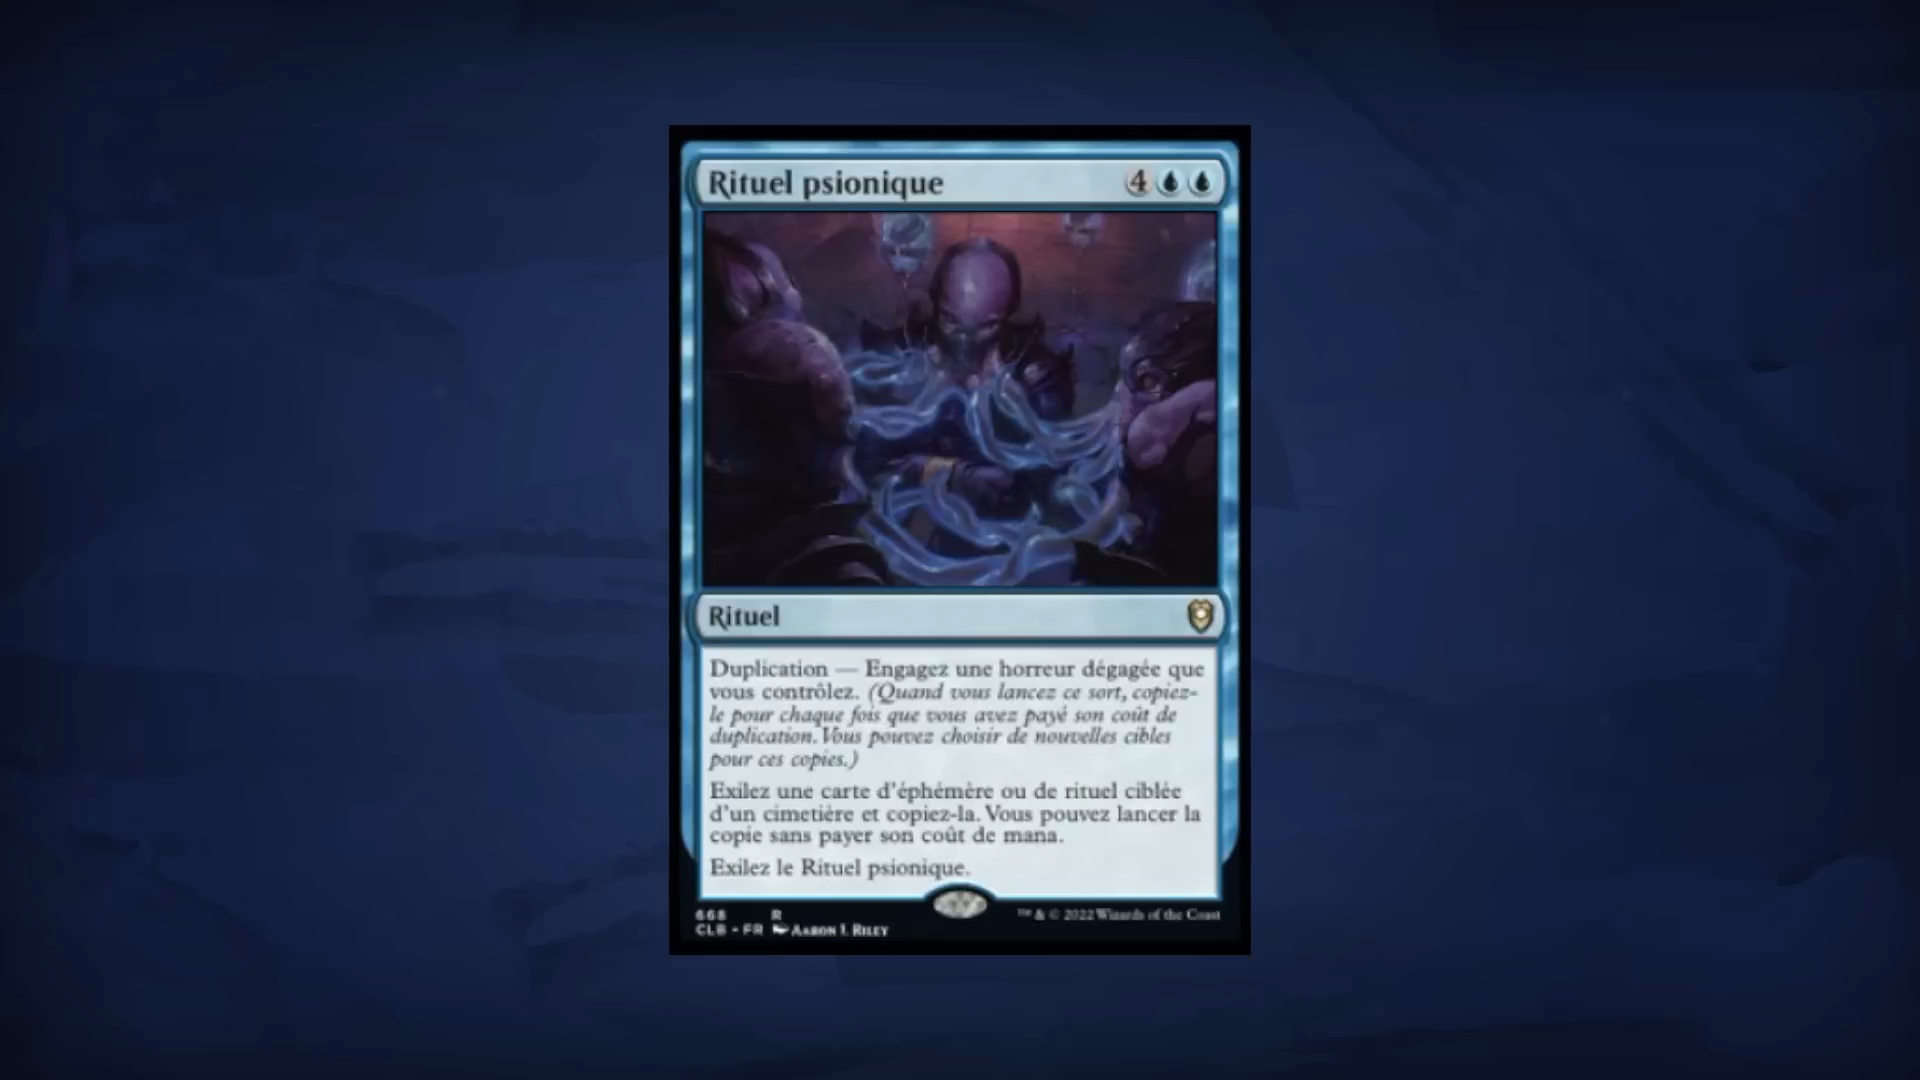 Rituel psionique 4
Rituel
Duplication — Engagez une horreur dégagée que
vous contrôlez. (Quand vous lancez ce sort, copiez-
le pour chaque fois que vous avez payé son coût de
duplication. Vous pouvez choisir de nouvelles cibles
pour ces copies.)
Exilez une carte d'éphémère ou de rituel ciblée
d'un cimetière et copiez-la. Vous pouvez lancer la
copie sans payer son coût de mana.
Exilez le Rituel psionique.
668 R
™ & © 2022 Wizards of the Coast
CLB • FR Aaron J. Riley